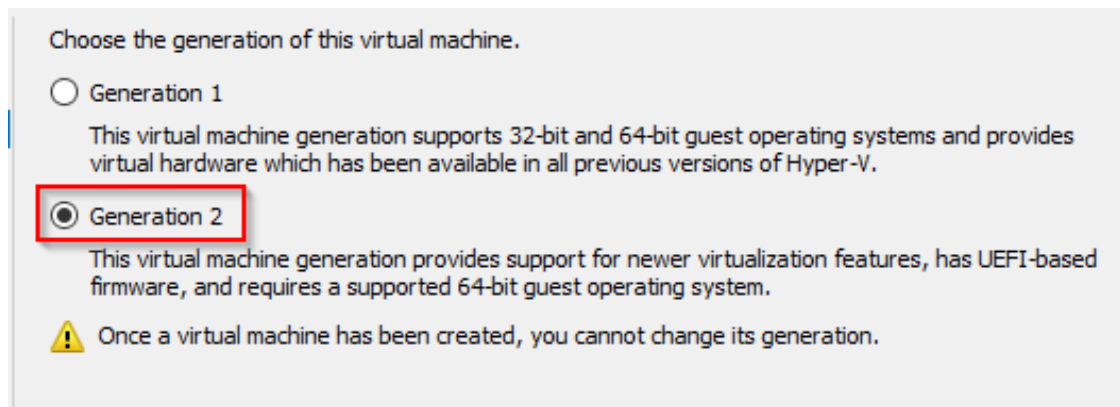 Choose the generation of this virtual machine.
Generation 1
This virtual machine generation supports 32-bit and 64-bit guest operating systems and provides
virtual hardware which has been available in all previous versions of Hyper-V.
Generation 2
This virtual machine generation provides support for newer virtualization features, has UEFI-based
firmware, and requires a supported 64-bit guest operating system.
Once a virtual machine has been created, you cannot change its generation.